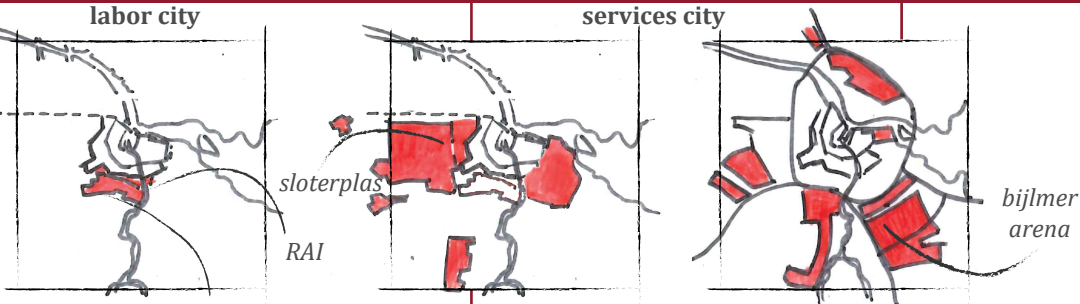 labor city
services city
sloterplas
RAI
bijlmer
arena